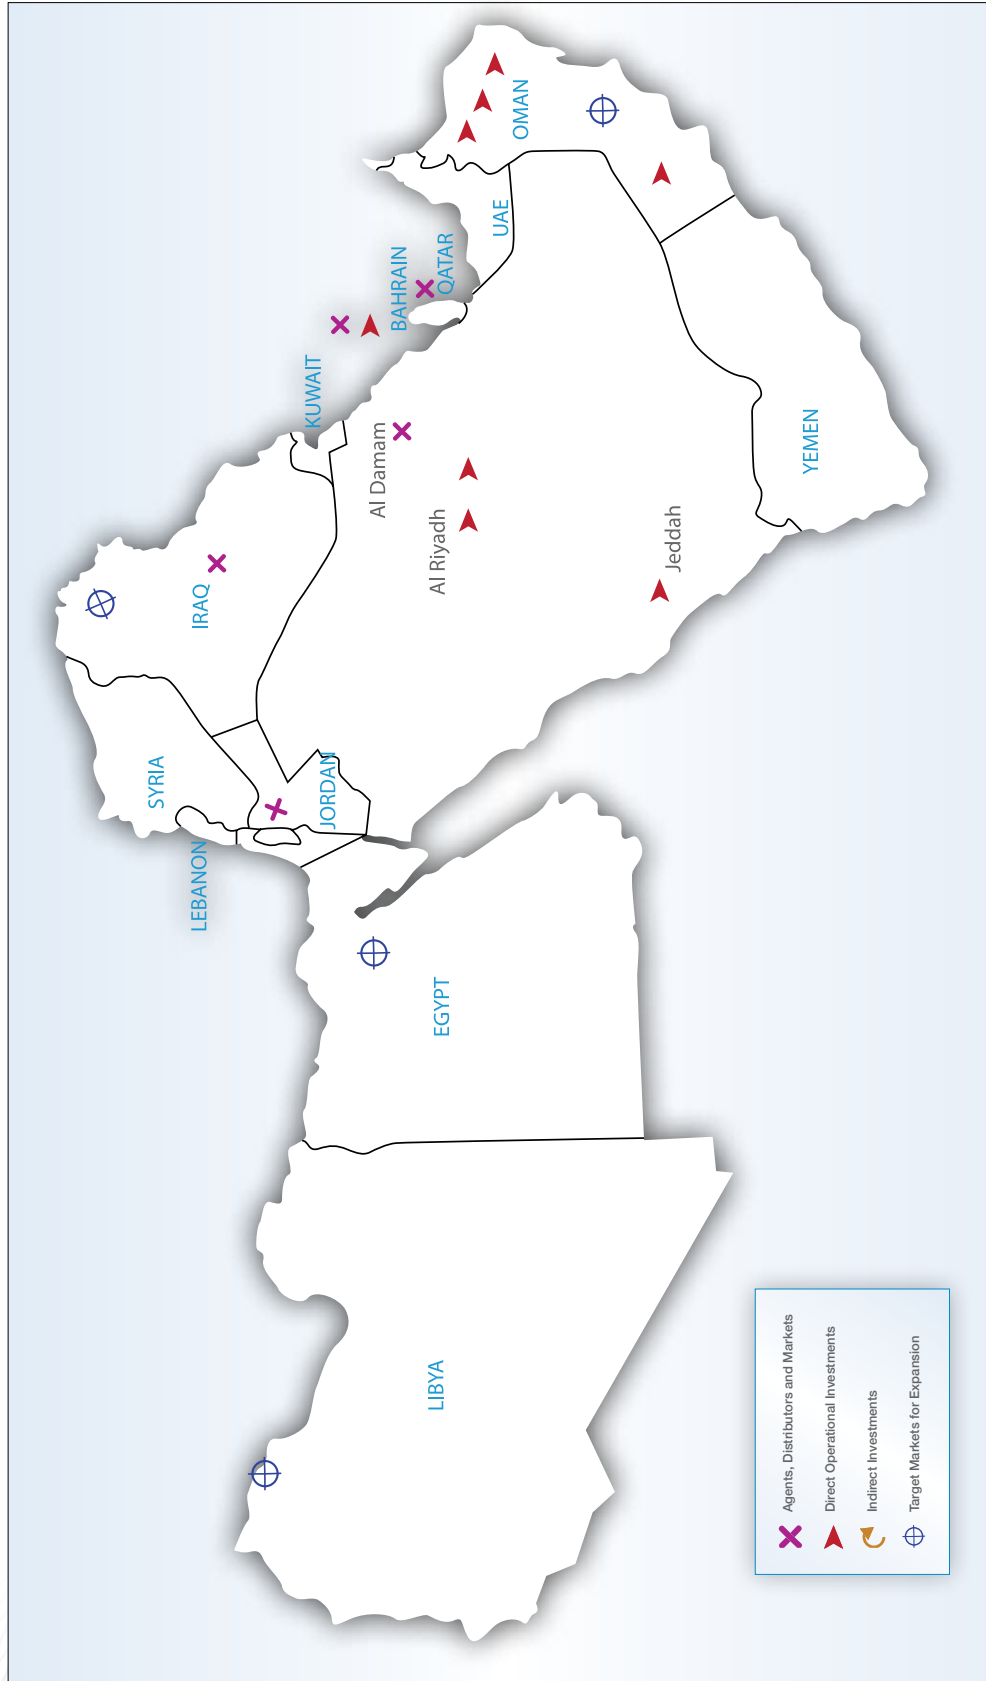 SYRIA
LEBANON
IRAQ
JORDAN
KUWAIT
BAHRAIN
QATAR
UAE
OMAN
YEMEN
Al Damam
Al Riyadh
Jeddah
EGYPT
LIBYA
Agents, Distributors and Markets
Direct Operational Investments
Indirect Investments
Target Markets for Expansion